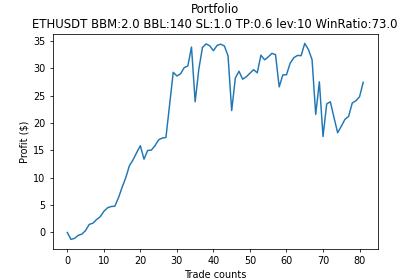 Portfolio
ETHUSDT BBM:2.0 BBL:140 SL:1.0 TP:0.6 lev:10 WinRatio:73.0
35
30
25
20
15
10
5
0
Profit ($)
0 10 20 30 40 50 60 70 80
Trade counts